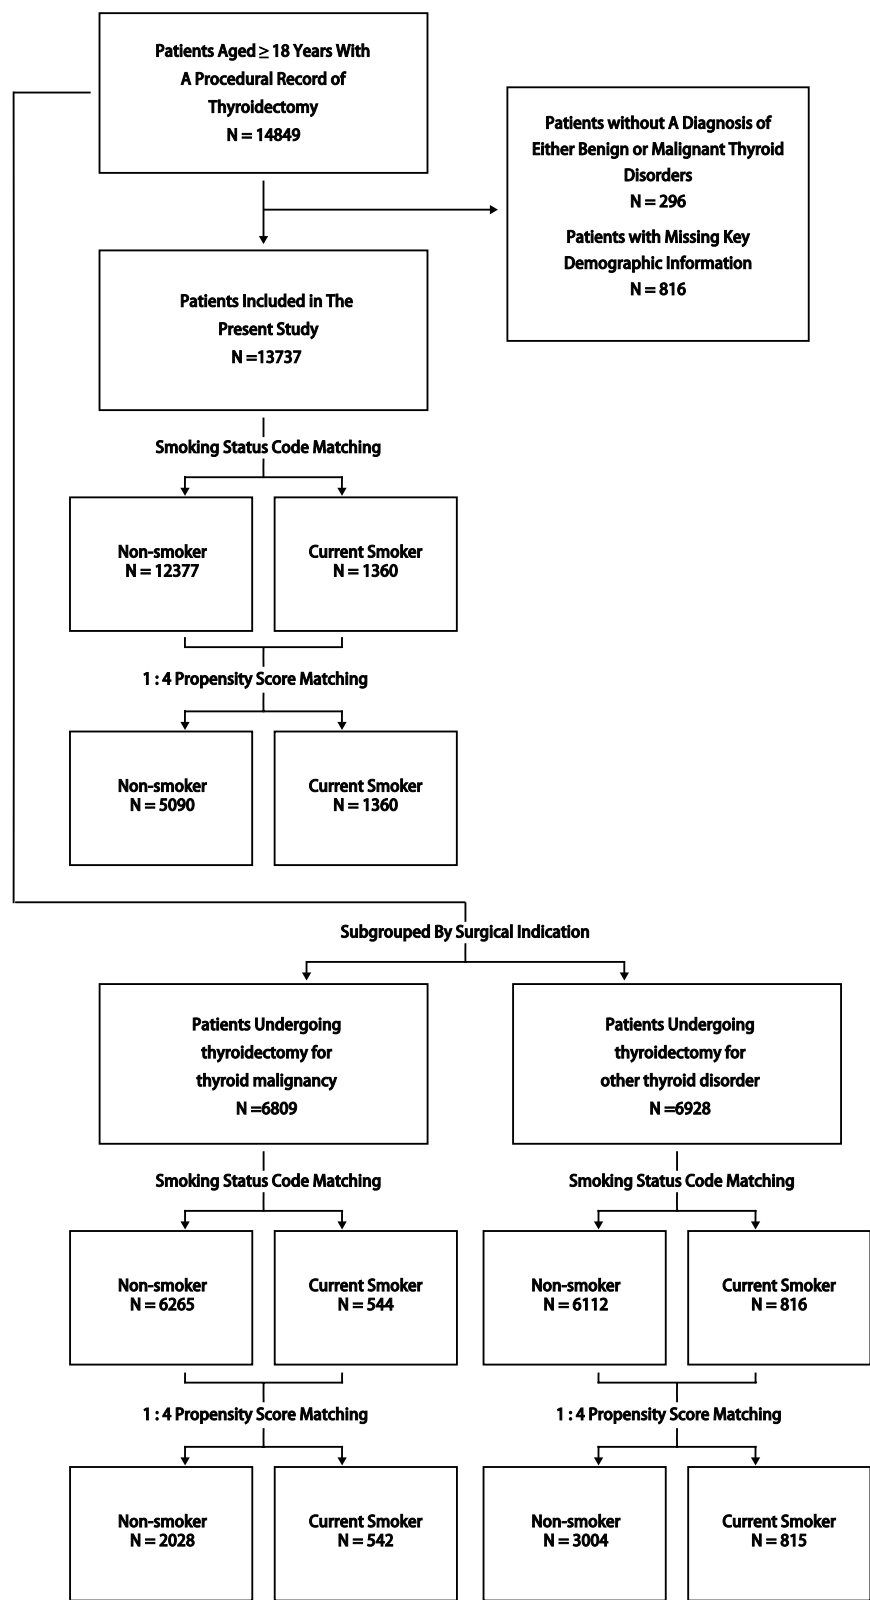 Patients Aged ≥ 18 Years With
A Procedural Record of
Thyroidectomy
N = 14849
Patients without A Diagnosis of
Either Benign or Malignant Thyroid
Disorders
N = 296
Patients with Missing Key
Demographic Information
N = 816
Patients Included in The
Present Study
N =13737
Smoking Status Code Matching
Non-smoker
N = 12377
Current Smoker
N = 1360
1 : 4 Propensity Score Matching
Non-smoker
N = 5090
Current Smoker
N = 1360
Subgrouped By Surgical Indication
Patients Undergoing
thyroidectomy for
thyroid malignancy
N =6809
Patients Undergoing
thyroidectomy for
other thyroid disorder
N =6928
Smoking Status Code Matching
Smoking Status Code Matching
Non-smoker
N = 6265
Current Smoker
N = 544
Non-smoker
N = 6112
Current Smoker
N = 816
1 : 4 Propensity Score Matching
1 : 4 Propensity Score Matching
Non-smoker
N = 2028
Current Smoker
N = 542
Non-smoker
N = 3004
Current Smoker
N = 815